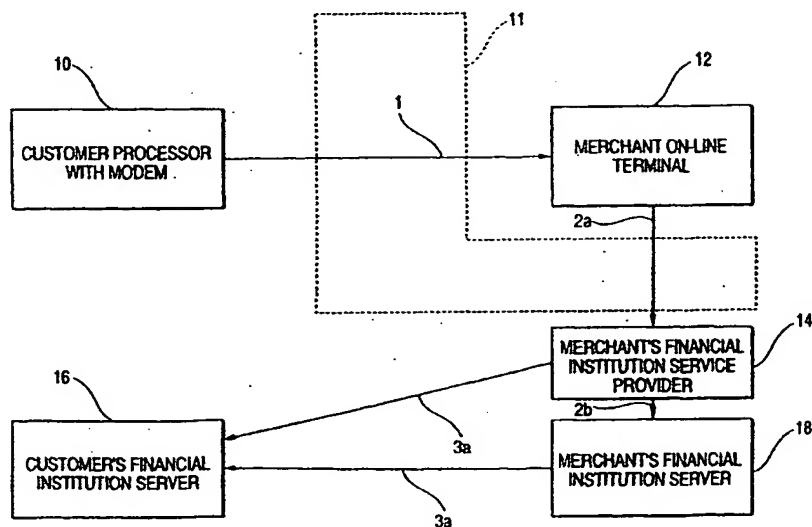 11
10
12
1
CUSTOMER PROCESSOR
WITH MODEM
MERCHANT ON-LINE
TERMINAL
2a
14
MERCHANT'S FINANCIAL
INSTITUTION SERVICE
PROVIDER
16
2b
18
3a
CUSTOMER'S FINANCIAL
INSTITUTION SERVER
MERCHANT'S FINANCIAL
INSTITUTION SERVER
3a